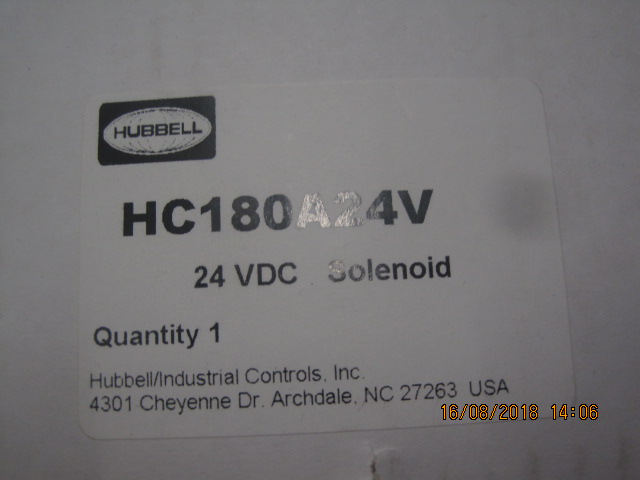 HUBBELL
HC180A24V
24 VDC Solenoid
Quantity 1
Hubbell/Industrial Controls, Inc.
4301 Cheyenne Dr. Archdale, NC 27263 USA
16/08/2018 14:06